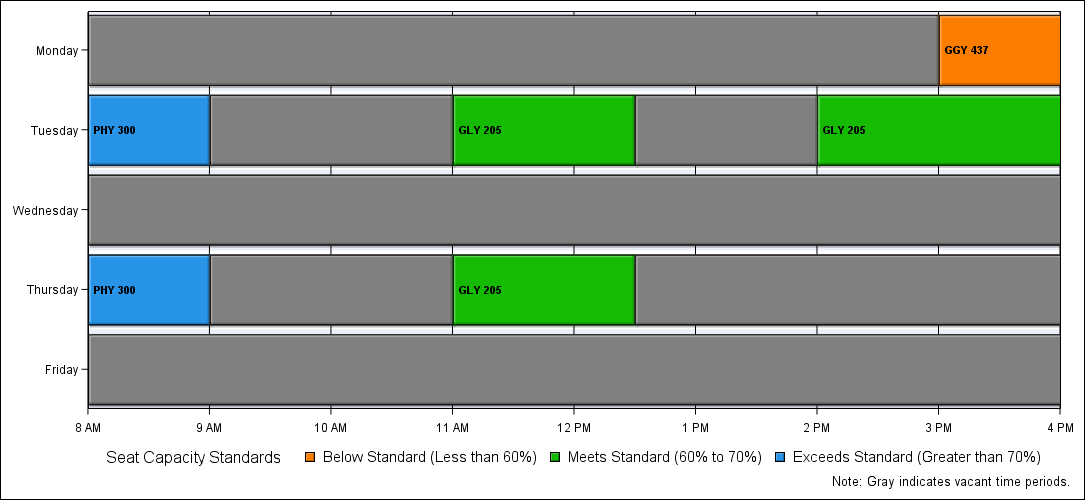 Monday
GGY 437
Tuesday
PHY 300
GLY 205
GLY 205
Wednesday
Thursday
PHY 300
GLY 205
Friday
8 AM 9 AM 10 AM 11 AM 12 PM 1 PM 2 PM 3 PM 4 PM
Seat Capacity Standards Below Standard (Less than 60%) Meets Standard (60% to 70%) Exceeds Standard (Greater than 70%)
Note: Gray indicates vacant time periods.